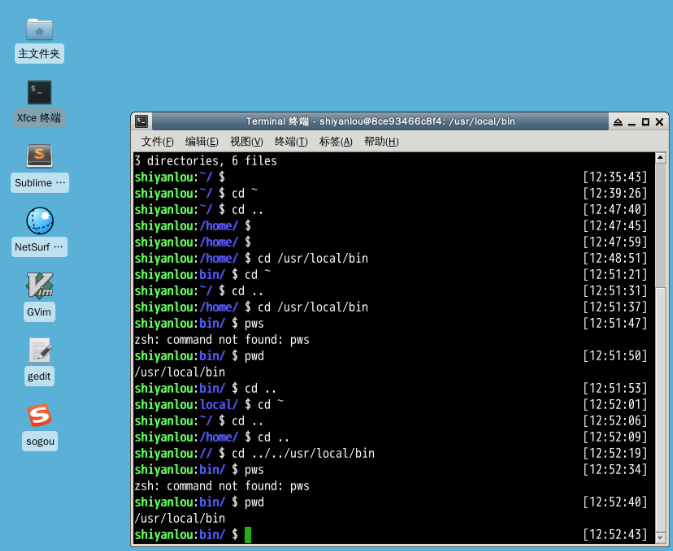 主文件夹
Xfce 终端
Sublime ···
NetSurf ···
GVim
gedit
sogou
Terminal 终端 - shiyanlou@8ce93466c8f4: /usr/local/bin
文件(F) 编辑(E) 视图(V) 终端(T) 标签(A) 帮助(H)
3 directories, 6 files
shiyanlou:~/ $ [12:35:43]
shiyanlou:~/ $ cd ~ [12:39:26]
shiyanlou:~/ $ cd .. [12:47:40]
shiyanlou:/home/ $ [12:47:45]
shiyanlou:/home/ $ [12:47:59]
shiyanlou:/home/ $ cd /usr/local/bin [12:48:51]
shiyanlou:bin/ $ cd ~ [12:51:21]
shiyanlou:~/ $ cd .. [12:51:31]
shiyanlou:/home/ $ cd /usr/local/bin [12:51:37]
shiyanlou:bin/ $ pws [12:51:47]
zsh: command not found: pws
shiyanlou:bin/ $ pwd [12:51:50]
/usr/local/bin
shiyanlou:bin/ $ cd .. [12:51:53]
shiyanlou:local/ $ cd ~ [12:52:01]
shiyanlou:~/ $ cd .. [12:52:06]
shiyanlou:/home/ $ cd .. [12:52:09]
shiyanlou:// $ cd ../../usr/local/bin [12:52:19]
shiyanlou:bin/ $ pws [12:52:34]
zsh: command not found: pws
shiyanlou:bin/ $ pwd [12:52:40]
/usr/local/bin
shiyanlou:bin/ $ [12:52:43]